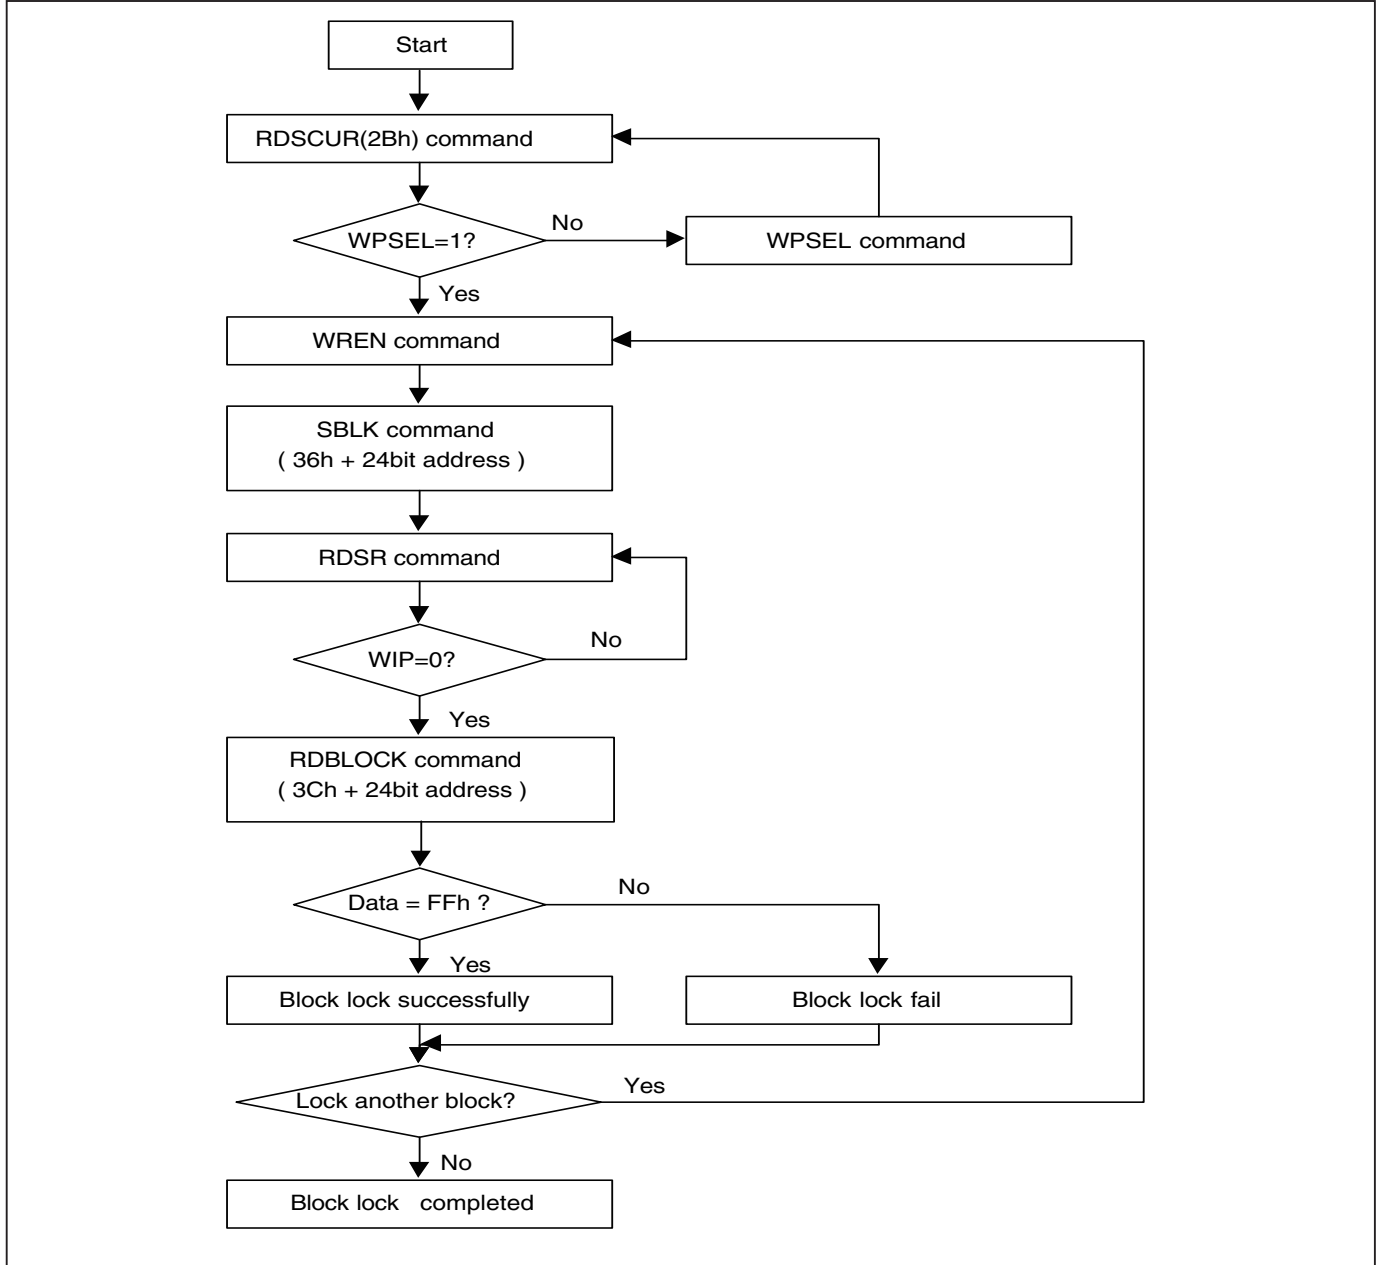 Start
RDSCUR(2Bh) command
No
WPSEL=1?
WPSEL command
Yes
WREN command
SBLK command
( 36h + 24bit address )
RDSR command
No
WIP=0?
Yes
RDBLOCK command
( 3Ch + 24bit address )
No
Data = FFh ?
Yes
Block lock successfully
Block lock fail
Yes
Lock another block?
No
Block lock completed